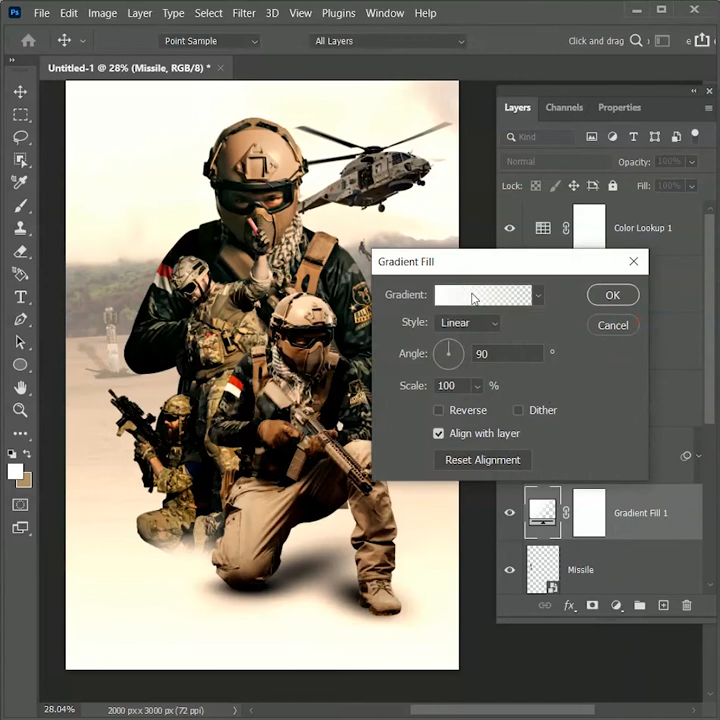 Ps File Edit Image Layer Type Select Filter 3D View Plugins Window Help
Point Sample All Layers Click and drag
Untitled-1 @ 28% (Missile, RGB/8) *
Layers Channels Properties
Kind
Normal Opacity: 100%
Lock: Fill: 100%
Color Lookup 1
Gradient Fill
Gradient: OK
Style: Linear Cancel
Angle: 90 °
Scale: 100 %
Reverse Dither
Align with layer
Reset Alignment
Gradient Fill 1
Missile
fx
28.04% 2000 px x 3000 px (72 ppi)